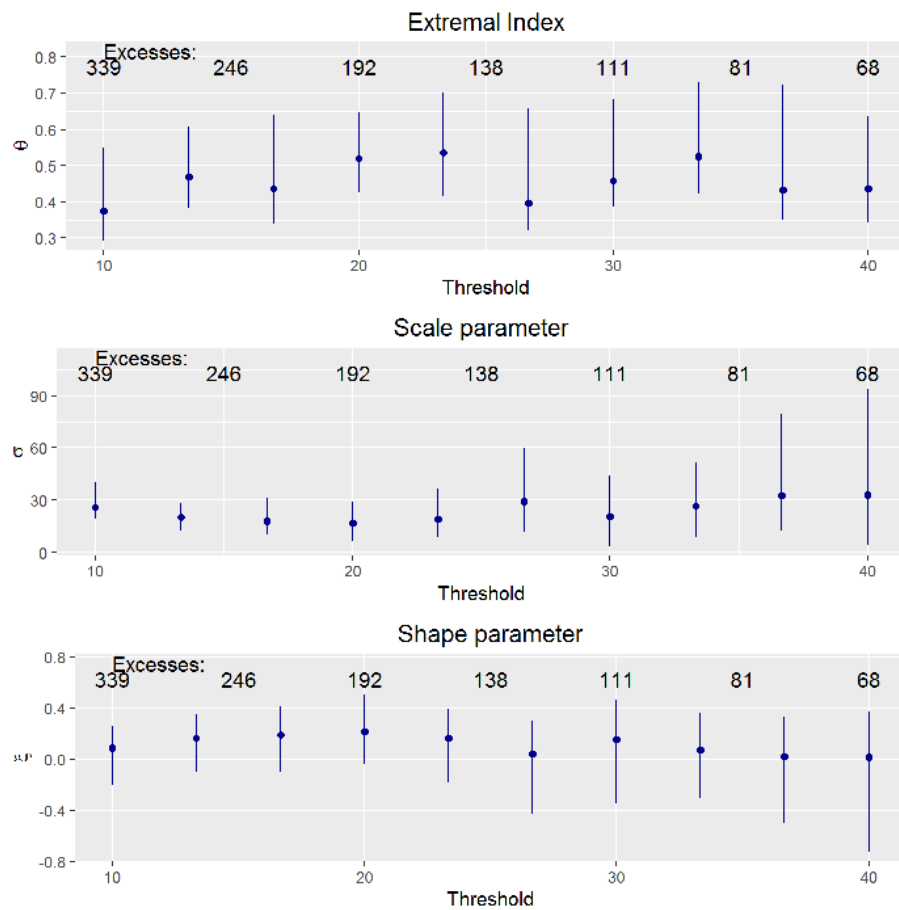 Extremal Index
Excesses:
339 246 192 138 111 81 68
0.8
0.7
0.6
0.5
0.4
0.3
θ
10 20 30 40
Threshold
Scale parameter
Excesses:
339 246 192 138 111 81 68
90
60
30
0
σ
10 20 30 40
Threshold
Shape parameter
Excesses:
339 246 192 138 111 81 68
0.8
0.4
0.0
-0.4
-0.8
ξ
10 20 30 40
Threshold